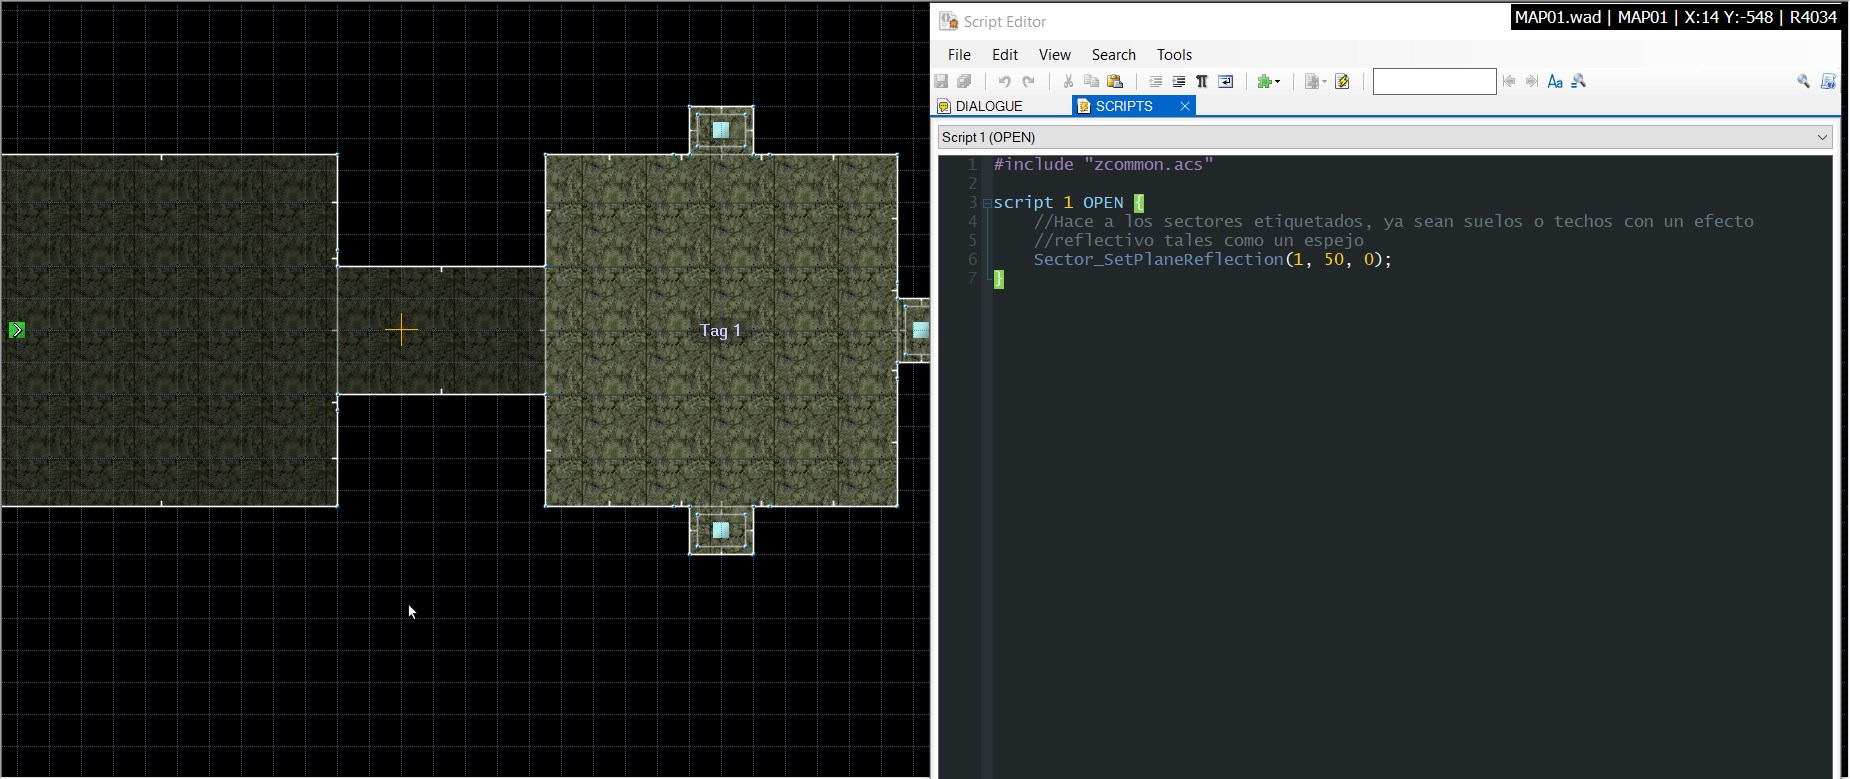 Script Editor
MAP01.wad | MAP01 | X:14 Y:-548 | R4034
File Edit View Search Tools
DIALOGUE SCRIPTS
Script 1 (OPEN)
1 #include "zcommon.acs"
2
3 script 1 OPEN {
4 //Hace a los sectores etiquetados, ya sean suelos o techos con un efecto
5 //reflectivo tales como un espejo
6 Sector_SetPlaneReflection(1, 50, 0);
7 }
Tag 1